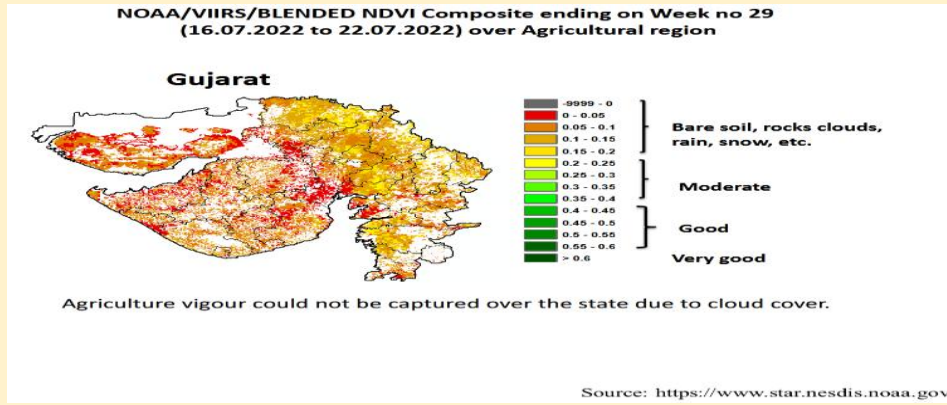 NOAA/VIIRS/BLENDED NDVI Composite ending on Week no 29
(16.07.2022 to 22.07.2022) over Agricultural region
Gujarat
-9999 - 0
0 - 0.05
0.05 - 0.1
0.1 - 0.15
0.15 - 0.2
0.2 - 0.25
0.25 - 0.3
0.3 - 0.35
0.35 - 0.4
0.4 - 0.45
0.45 - 0.5
0.5 - 0.55
0.55 - 0.6
> 0.6
Bare soil, rocks clouds,
rain, snow, etc.
Moderate
Good
Very good
Agriculture vigour could not be captured over the state due to cloud cover.
Source: https://www.star.nesdis.noaa.gov